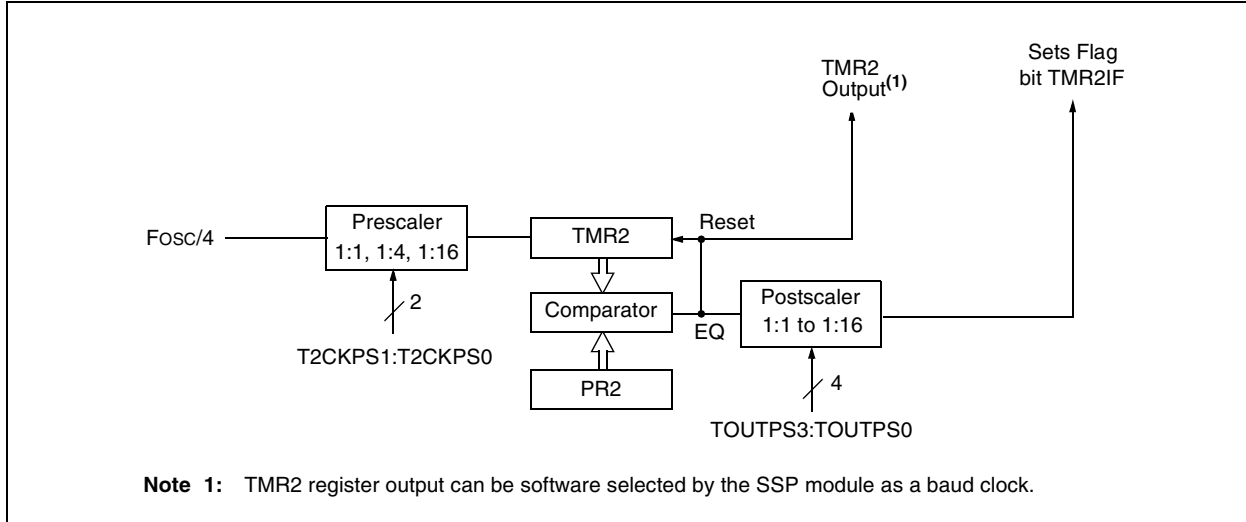 TMR2
Output(1)
Sets Flag
bit TMR2IF
Fosc/4
Prescaler
1:1, 1:4, 1:16
2
T2CKPS1:T2CKPS0
TMR2
Reset
Comparator
EQ
PR2
Postscaler
1:1 to 1:16
4
TOUTPS3:TOUTPS0
Note 1: TMR2 register output can be software selected by the SSP module as a baud clock.